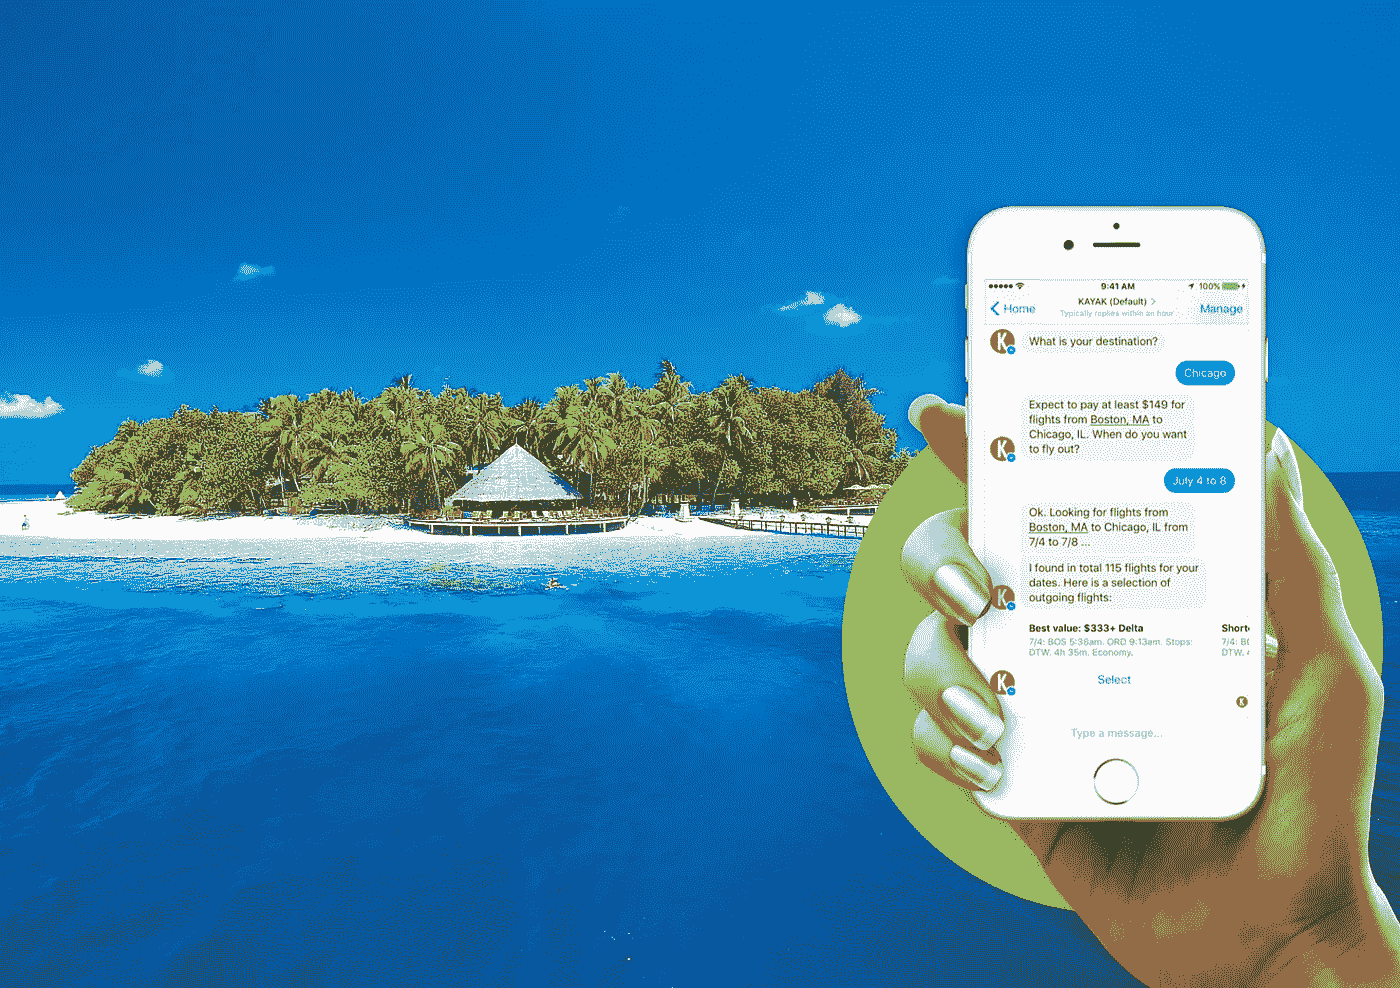 9:41 AM
100%
Home
KAYAK (Default)
Manage
Typically replies within an hour
K
What is your destination?
Chicago
Expect to pay at least $149 for
flights from Boston, MA to
Chicago, IL. When do you want
to fly out?
K
July 4 to 8
Ok. Looking for flights from
Boston, MA to Chicago, IL from
7/4 to 7/8 ...
I found in total 115 flights for your
dates. Here is a selection of
outgoing flights:
K
Best value: $333+ Delta
Short
7/4: BOS 5:38am. ORD 9:13am. Stops:
7/4: B
DTW. 4h 35m. Economy.
DTW.
K
Select
K
Type a message...